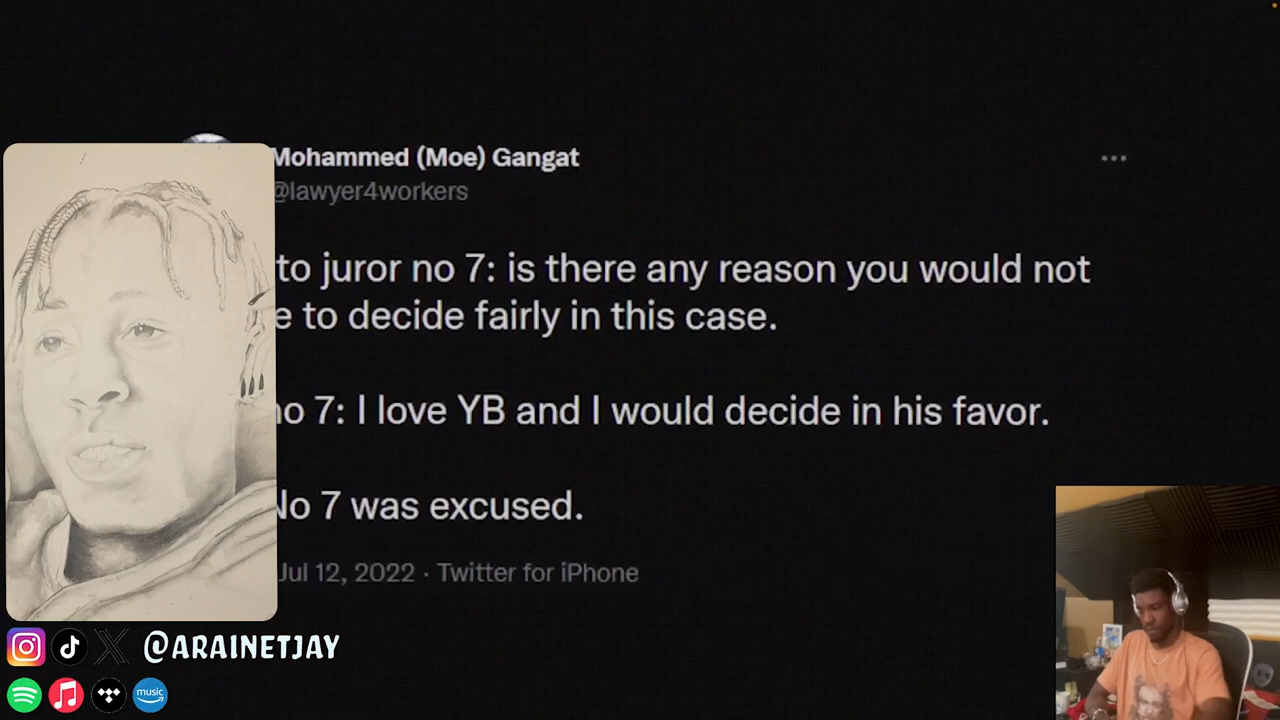 Mohammed (Moe) Gangat
@lawyer4workers
to juror no 7: is there any reason you would not
e to decide fairly in this case.
no 7: I love YB and I would decide in his favor.
No 7 was excused.
Jul 12, 2022 · Twitter for iPhone
@ARAINETJAY
music